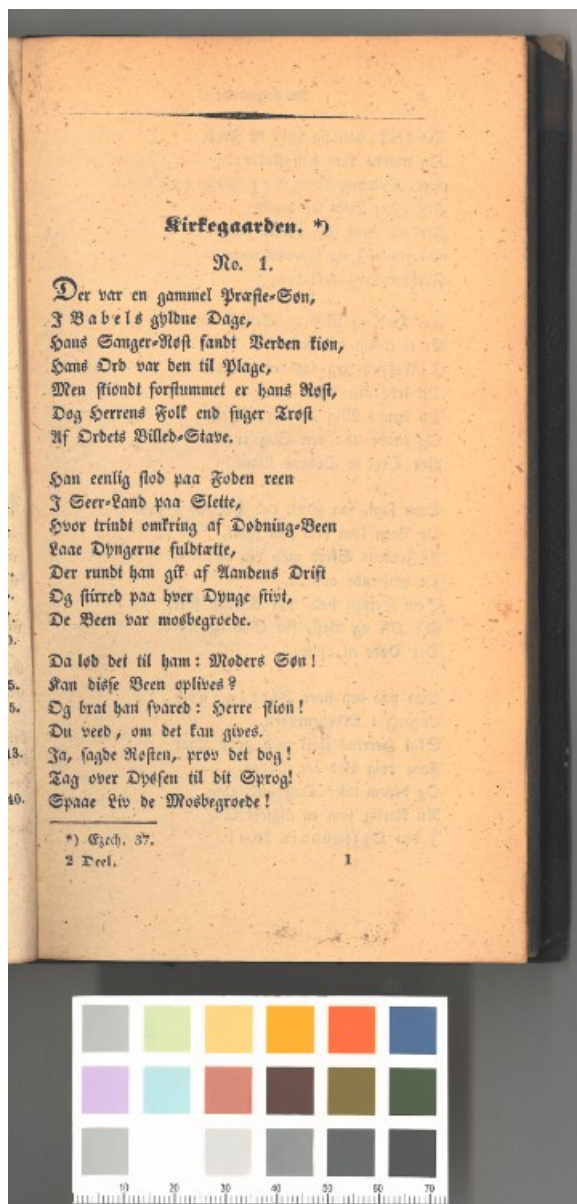 Kirkegaarden. *)
No. 1.
Der var en gammel Præste-Søn,
I Babels gyldne Dage,
Hans Sanger-Røst fandt Verden kiøn,
Hans Ord var den til Plage,
Men skiøndt forstummet er hans Røst,
Dog Herrens Folk end suger Trøst
Af Ordets Billed-Stave.
Han eenlig stod paa Foden reen
I Seer-Land paa Slette,
Hvor trindt omkring af Dødning-Been
Laae Dyngerne fuldtætte,
Der rundt han gik af Aandens Drift
Og stirred paa hver Dynge stivt,
De Been var mosbegroede.
Da lød det til ham: Moders Søn!
Kan disse Been oplives?
Og brat han svared: Herre skiøn!
Du veed, om det kan gives.
Ja, sagde Røsten, prøv det dog!
Tag over Dyssen til dit Sprog!
Spaae Liv de Mosbegroede!
*) Ezech. 37.
2 Deel. 1
5.
5.
13.
40.
10 20 30 40 50 60 70